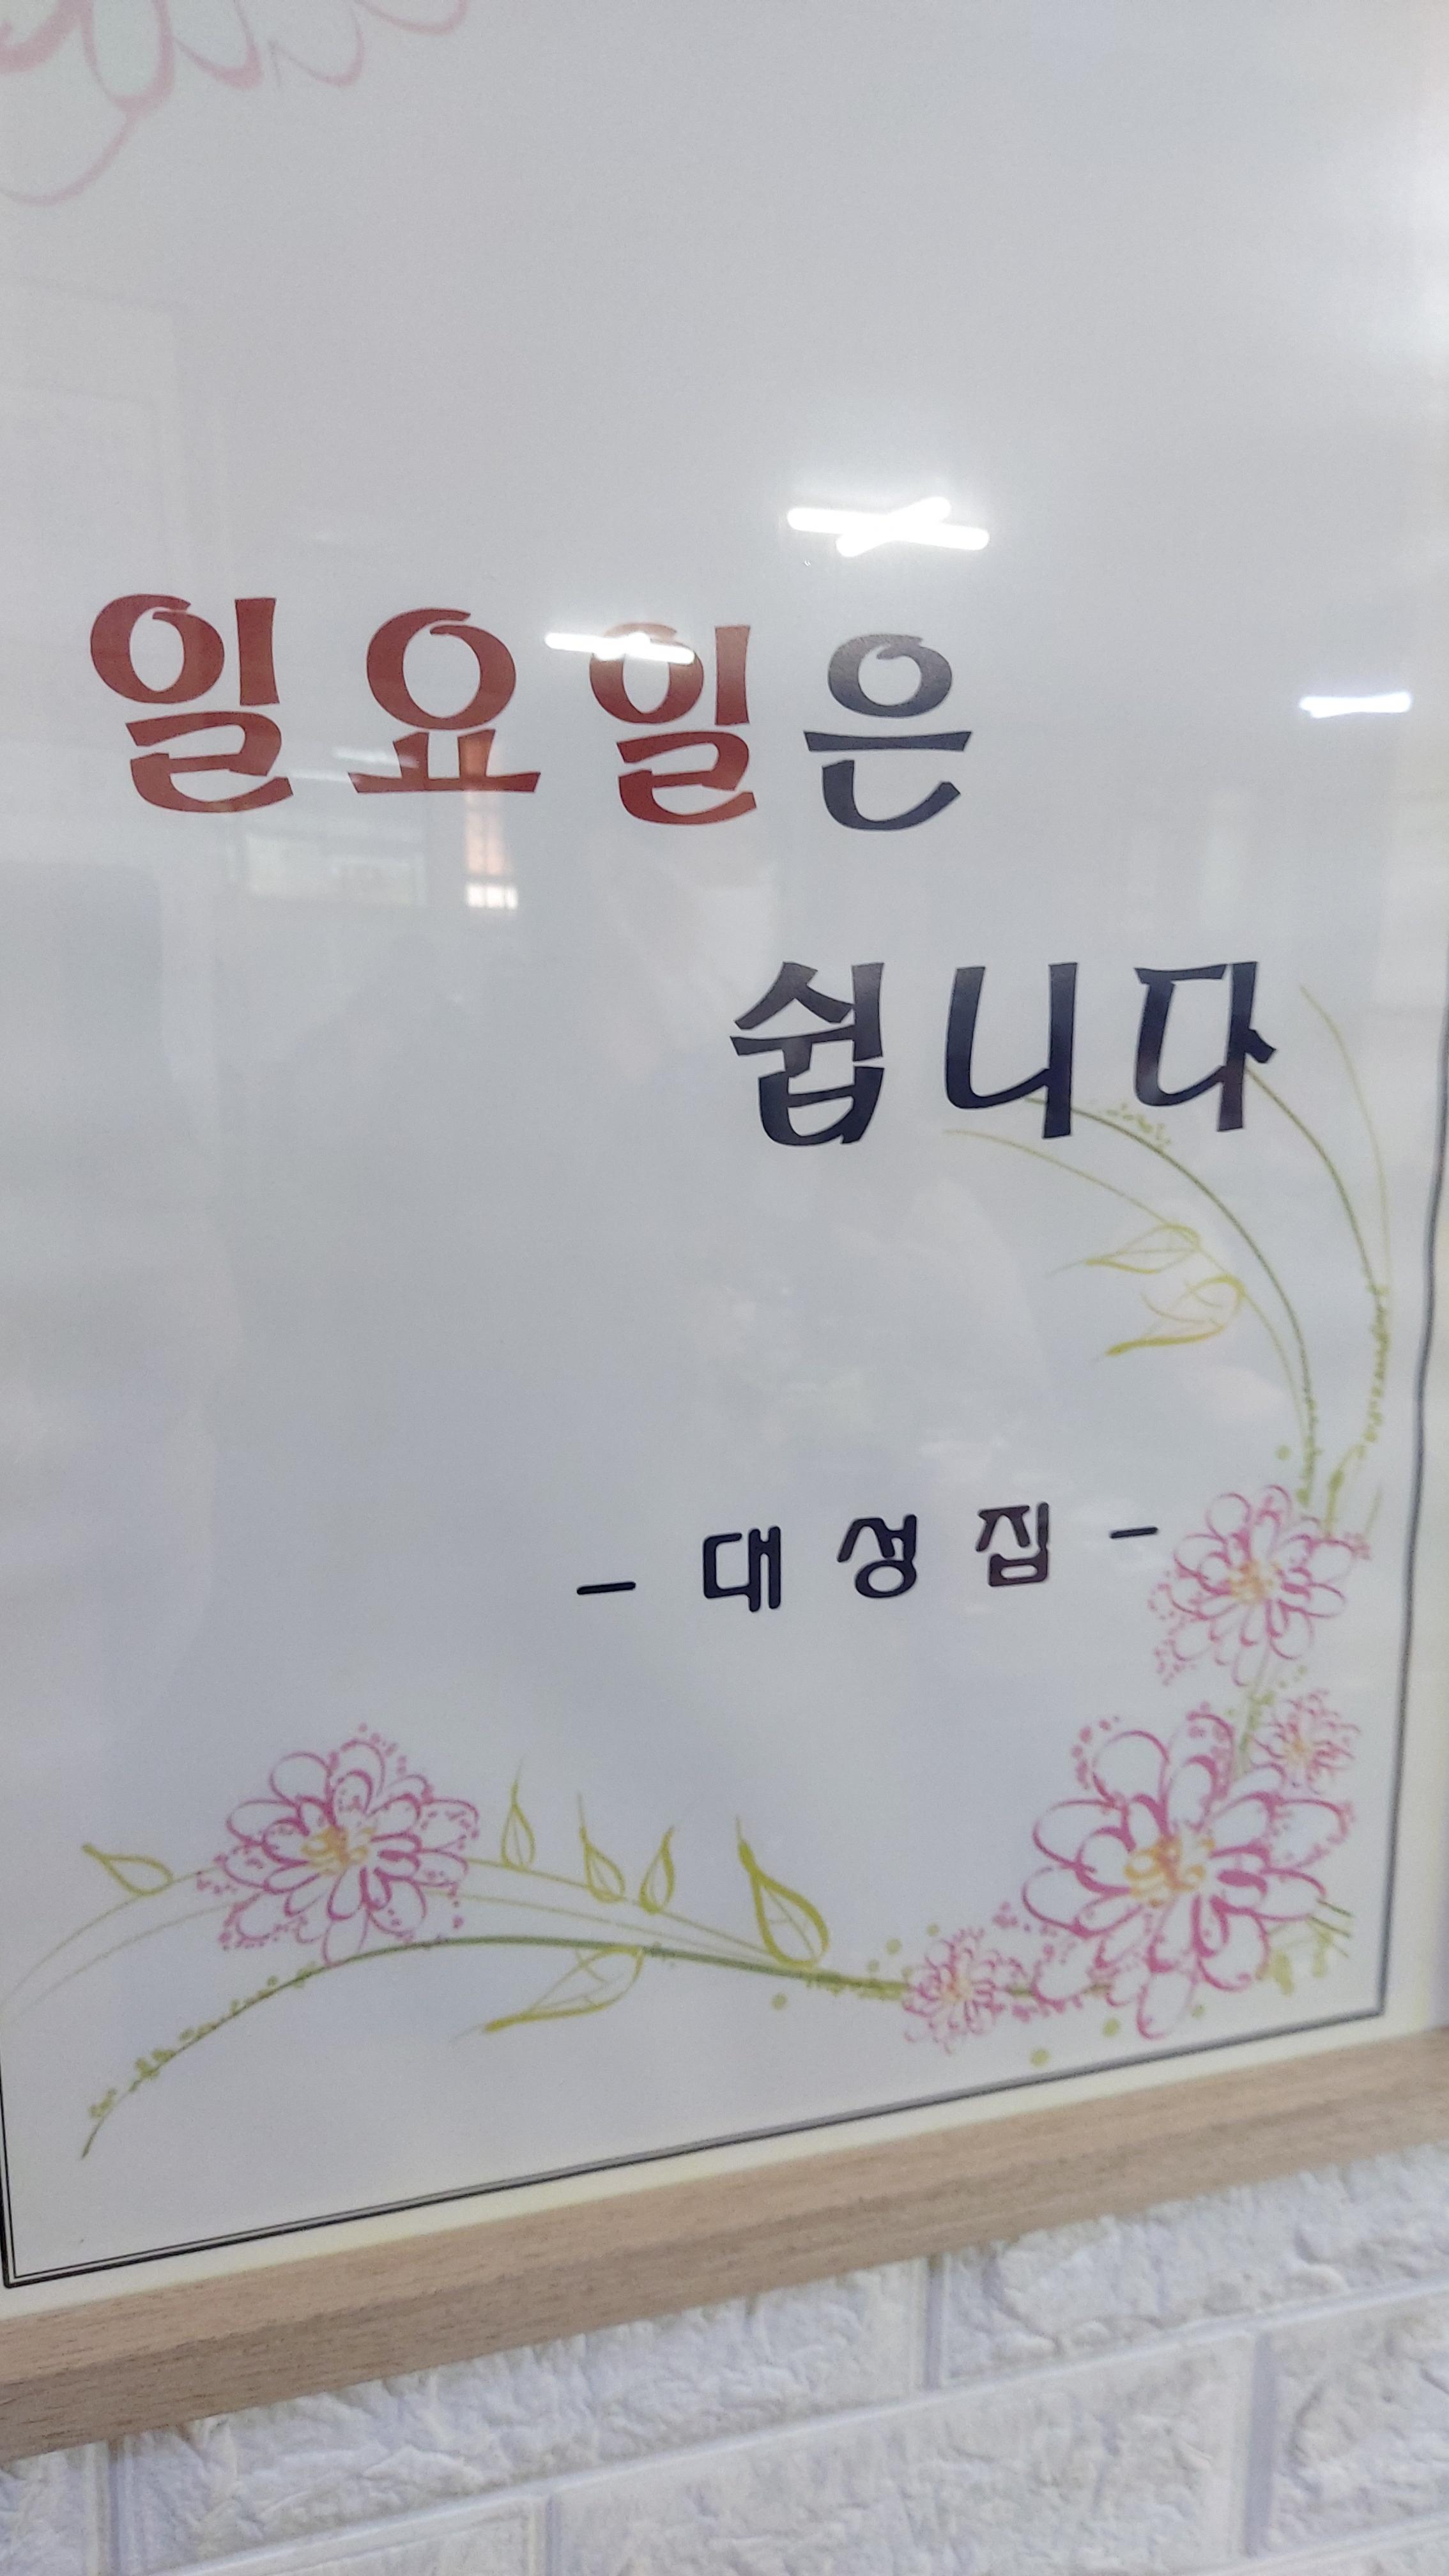 일요일은
쉽니다
- 대성집 -